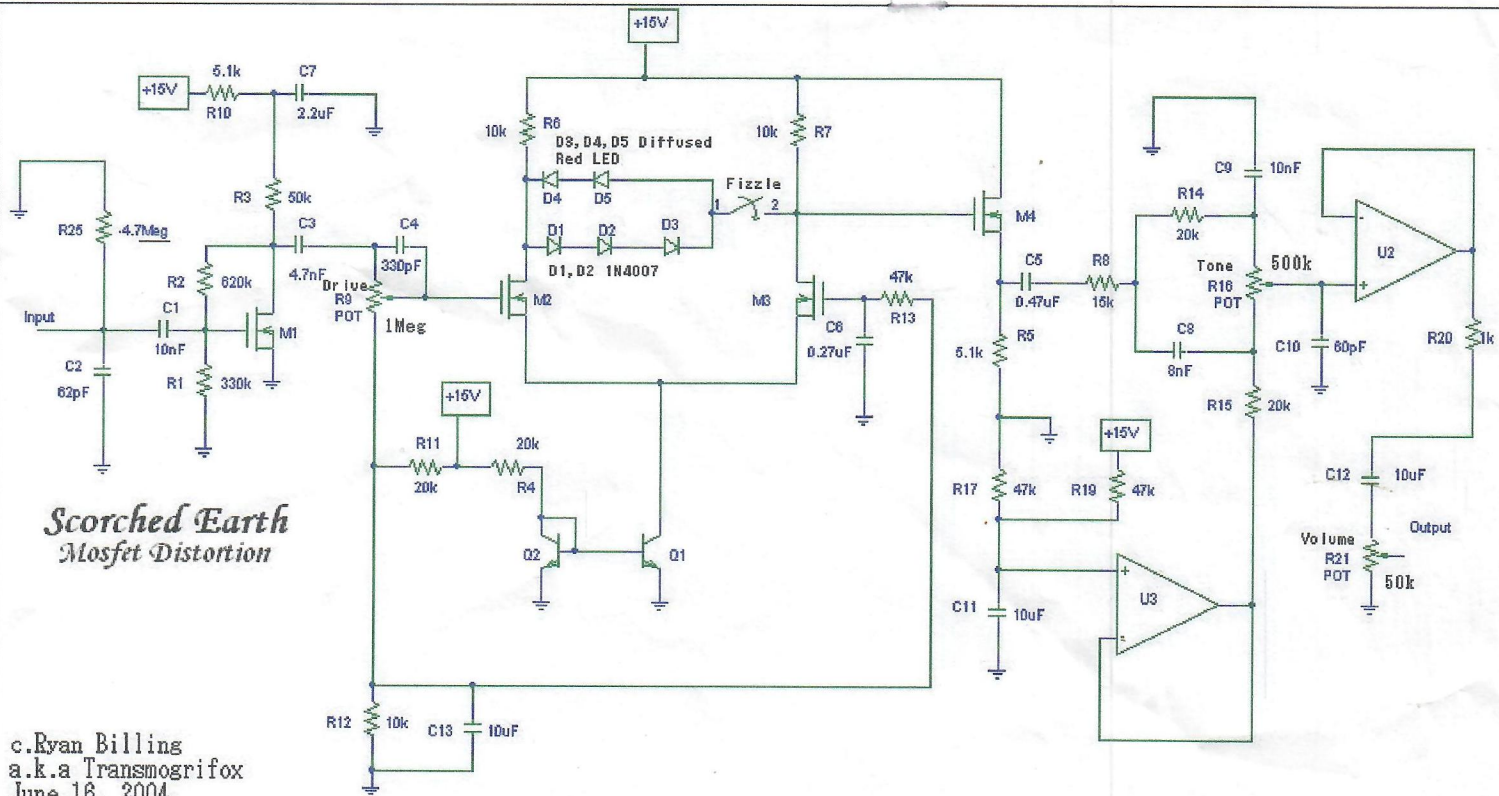 +15V
+15V
5.1k
R10
C7
2.2uF
R3
50k
R25
4.7Meg
R2
620k
C3
4.7nF
C4
330pF
Drive
R9
POT
1Meg
Input
C1
10nF
M1
C2
62pF
R1
330k
10k
R6
D3,D4,D5 Diffused
Red LED
D4
D5
Fizzle
1
2
D1
D2
D3
D1,D2 1N4007
10k
R7
M2
M3
47k
R13
C6
0.27uF
M4
C5
0.47uF
R8
15k
R5
5.1k
C9
10nF
R14
20k
Tone
R16
POT
500k
C8
8nF
C10
60pF
R15
20k
-
+
U2
R20
1k
+15V
R11
20k
20k
R4
Q2
Q1
+15V
R17
47k
R19
47k
C11
10uF
+
-
U3
C12
10uF
Volume
R21
POT
50k
Output
R12
10k
C13
10uF
Scorched Earth
Mosfet Distortion
c.Ryan Billing
a.k.a Transmogrifox
June 16, 2004